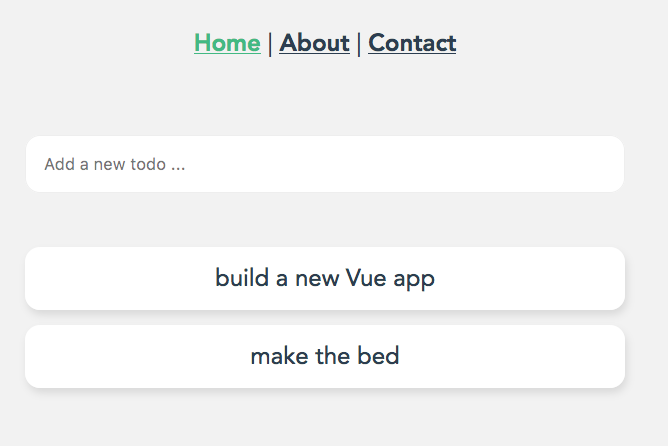 Home | About | Contact
Add a new todo ...
build a new Vue app
make the bed